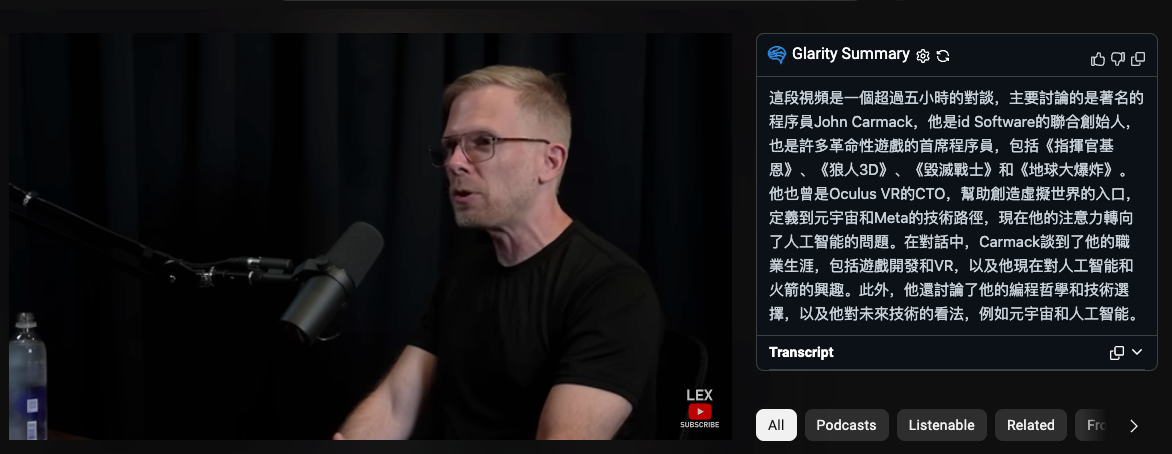 Glarity Summary
這段視頻是一個超過五小時的對談，主要討論的是著名的
程序員John Carmack，他是id Software的聯合創始人，
也是許多革命性遊戲的首席程序員，包括《指揮官基
恩》、《狼人3D》、《毀滅戰士》和《地球大爆炸》。
他也曾是Oculus VR的CTO，幫助創造虛擬世界的入口，
定義到元宇宙和Meta的技術路徑，現在他的注意力轉向
了人工智能的問題。在對話中，Carmack談到了他的職
業生涯，包括遊戲開發和VR，以及他現在對人工智能和
火箭的興趣。此外，他還討論了他的編程哲學和技術選
擇，以及他對未來技術的看法，例如元宇宙和人工智能。
Transcript
LEX
SUBSCRIBE
All
Podcasts
Listenable
Related
Fro